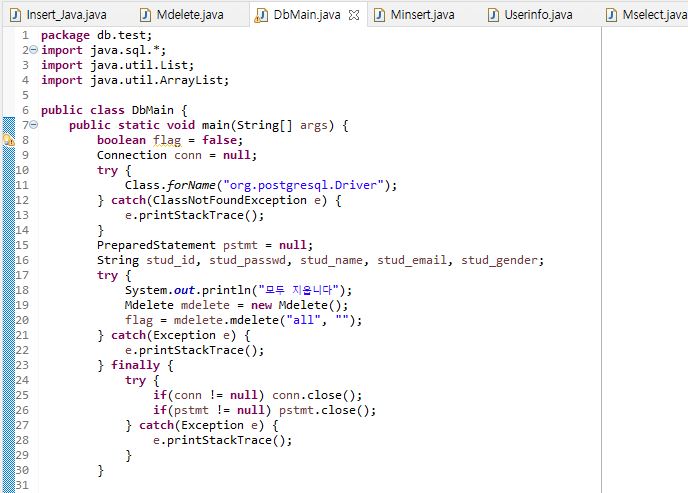 Insert_Java.java Mdelete.java DbMain.java Minsert.java Userinfo.java Mselect.java
1 package db.test;
2 import java.sql.*;
3 import java.util.List;
4 import java.util.ArrayList;
5
6 public class DbMain {
7 public static void main(String[] args) {
8 boolean flag = false;
9 Connection conn = null;
10 try {
11 Class.forName("org.postgresql.Driver");
12 } catch(ClassNotFoundException e) {
13 e.printStackTrace();
14 }
15 PreparedStatement pstmt = null;
16 String stud_id, stud_passwd, stud_name, stud_email, stud_gender;
17 try {
18 System.out.println("모두 지웁니다");
19 Mdelete mdelete = new Mdelete();
20 flag = mdelete.mdelete("all", "");
21 } catch(Exception e) {
22 e.printStackTrace();
23 } finally {
24 try {
25 if(conn != null) conn.close();
26 if(pstmt != null) pstmt.close();
27 } catch(Exception e) {
28 e.printStackTrace();
29 }
30 }
31